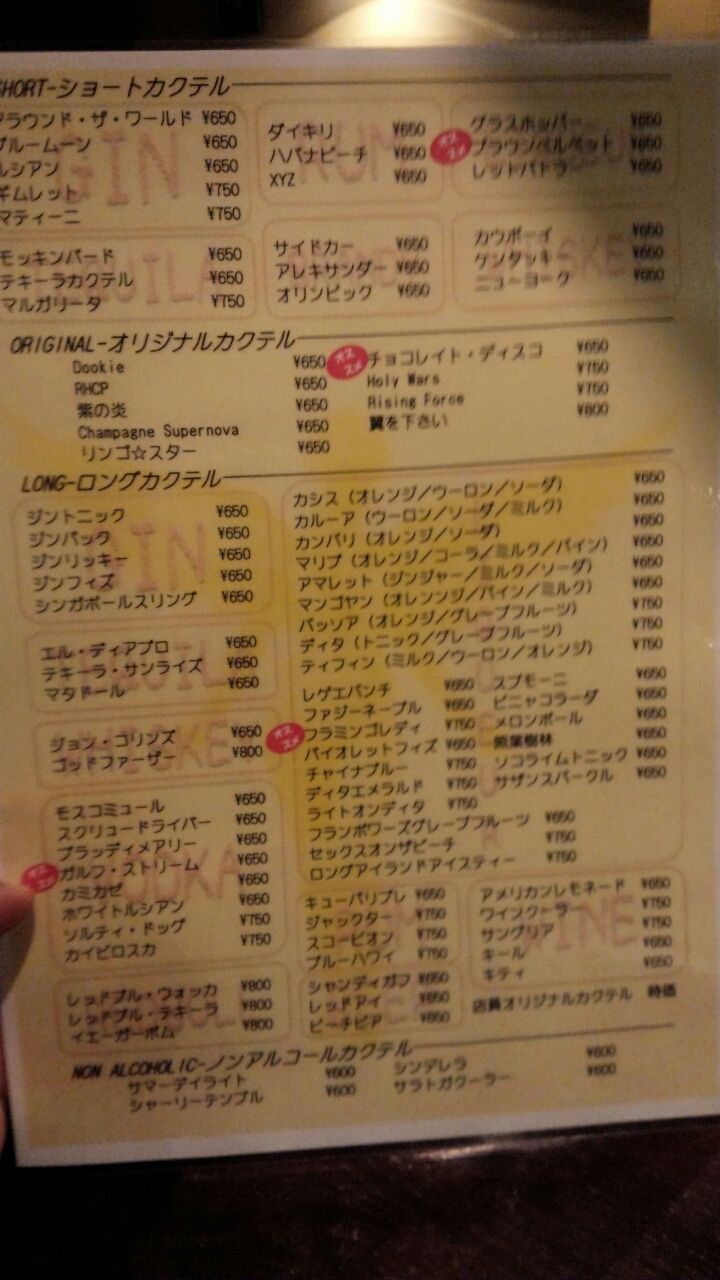 SHORT-ショートカクテル
アラウンド・ザ・ワールド ¥650
ブルームーン ¥650
ルシアン ¥650
ギムレット ¥750
マティーニ ¥750
GIN
ダイキリ ¥650
ハバナピーチ ¥650
XYZ ¥650
RUM
グラスホッパー ¥650
オススメ ブラウンベルベット ¥650
レッドバトラー ¥650
モッキンバード ¥650
テキーラカクテル ¥650
マルガリータ ¥750
サイドカー ¥650
アレキサンダー ¥650
オリンピック ¥650
カウボーイ ¥650
ケンタッキー ¥650
ニューヨーク ¥650
ORIGINAL-オリジナルカクテル
Dookie ¥650
RHCP ¥650
紫の炎 ¥650
Champagne Supernova ¥650
リンゴ☆スター ¥650
オススメ チョコレイト・ディスコ ¥650
Holy Wars ¥750
Rising Force ¥750
翼を下さい ¥800
LONG-ロングカクテル
ジントニック ¥650
ジンバック ¥650
ジンリッキー ¥650
ジンフィズ ¥650
シンガポールスリング ¥650
GIN
エル・ディアブロ ¥650
テキーラ・サンライズ ¥650
マタドール ¥650
ジョン・コリンズ ¥650
ゴッドファーザー ¥800
モスコミュール ¥650
スクリュードライバー ¥650
ブラッディメアリー ¥650
オススメ ガルフ・ストリーム ¥650
カミカゼ ¥650
ホワイトルシアン ¥650
ソルティ・ドッグ ¥750
カイピロスカ ¥750
VODKA
レッドブル・ウォッカ ¥800
レッドブル・テキーラ ¥800
イエーガーボム ¥800
カシス（オレンジ／ウーロン／ソーダ） ¥650
カルーア（ウーロン／ソーダ／ミルク） ¥650
カンパリ（オレンジ／ソーダ） ¥650
マリブ（オレンジ／コーラ／ミルク／パイン） ¥650
アマレット（ジンジャー／ミルク／ソーダ） ¥650
マンゴヤン（オレンンジ／パイン／ミルク） ¥650
パッソア（オレンジ／グレープフルーツ） ¥750
ディタ（トニック／グレープフルーツ） ¥750
ティフィン（ミルク／ウーロン／オレンジ） ¥750
レゲエパンチ ¥650
ファジーネーブル ¥650
オススメ フラミンゴレディ ¥750
バイオレットフィズ ¥650
チャイナブルー ¥750
ディタエメラルド ¥750
ライトオンディタ ¥750
フランボワーズグレープフルーツ ¥650
セックスオンザビーチ ¥750
ロングアイランドアイスティー ¥750
スプモーニ ¥650
ピニャコラーダ ¥650
メロンボール ¥650
照葉樹林 ¥650
ソコライムトニック ¥650
サザンスパークル ¥650
キューバリブレ ¥650
ジャックター ¥750
スコーピオン ¥750
ブルーハワイ ¥750
シャンディガフ ¥650
レッドアイ ¥650
ピーチビア ¥650
アメリカンレモネード ¥650
ワインクーラー ¥750
サングリア ¥750
キール ¥650
キティ ¥650
WINE
店員オリジナルカクテル 時価
NON ALCOHOLIC-ノンアルコールカクテル
サマーデイライト ¥600
シャーリーテンプル ¥600
シンデレラ ¥600
サラトガクーラー ¥600